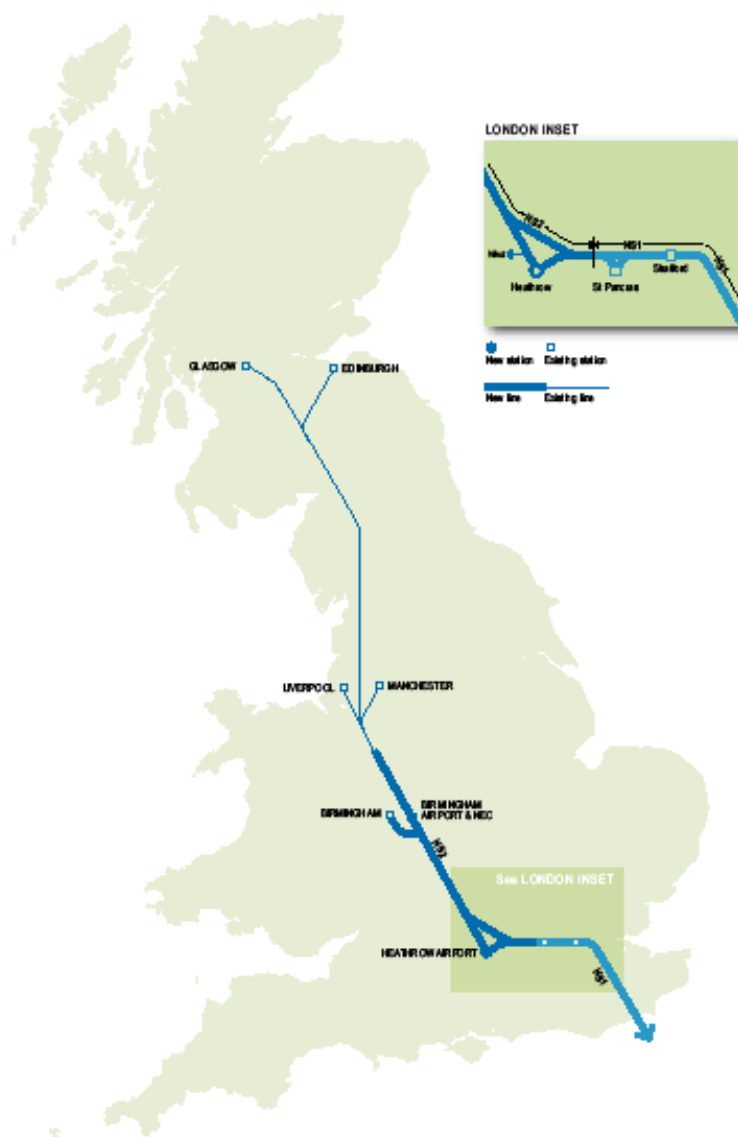 LONDON INSET
HS2
HS1
HS1
Heathrow
St Pancras
Stratford
New station
Existing station
New line
Existing line
GLASGOW
EDINBURGH
LIVERPOOL
MANCHESTER
BIRMINGHAM
BIRMINGHAM
AIRPORT & NEC
HS2
See LONDON INSET
HEATHROW AIRPORT
HS1